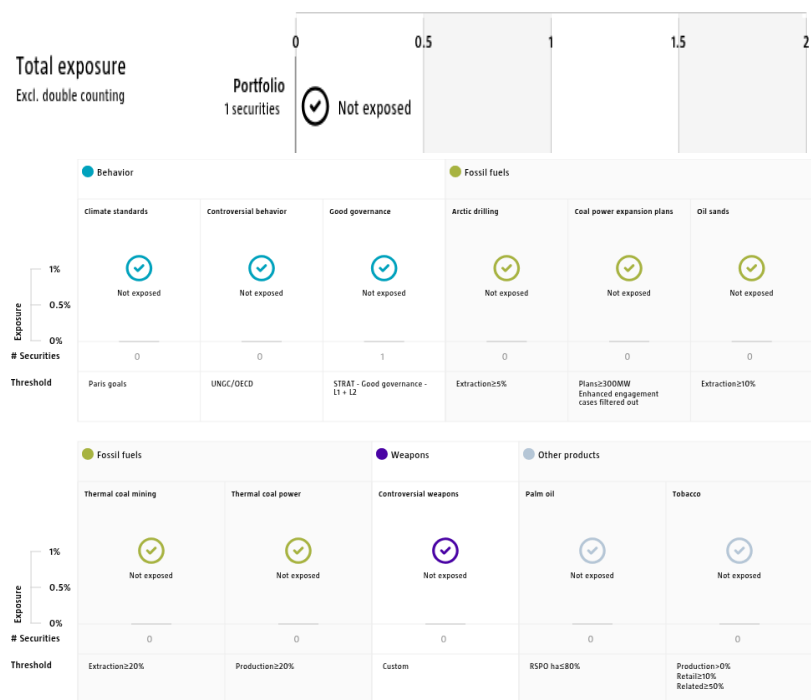 0 0.5 1 1.5 2
Total exposure
Excl. double counting
Portfolio
1 securities
Not exposed
Behavior
Fossil fuels
Climate standards
Controversial behavior
Good governance
Arctic drilling
Coal power expansion plans
Oil sands
Exposure
1%
0.5%
0%
Not exposed
Not exposed
Not exposed
Not exposed
Not exposed
Not exposed
# Securities
0
0
1
0
0
0
Threshold
Paris goals
UNGC/OECD
STRAT - Good governance -
L1 + L2
Extraction≥5%
Plans≥300MW
Enhanced engagement
cases filtered out
Extraction≥10%
Fossil fuels
Weapons
Other products
Thermal coal mining
Thermal coal power
Controversial weapons
Palm oil
Tobacco
Exposure
1%
0.5%
0%
Not exposed
Not exposed
Not exposed
Not exposed
Not exposed
# Securities
0
0
0
0
0
Threshold
Extraction≥20%
Production≥20%
Custom
RSPO ha≤80%
Production>0%
Retail≥10%
Related≥50%